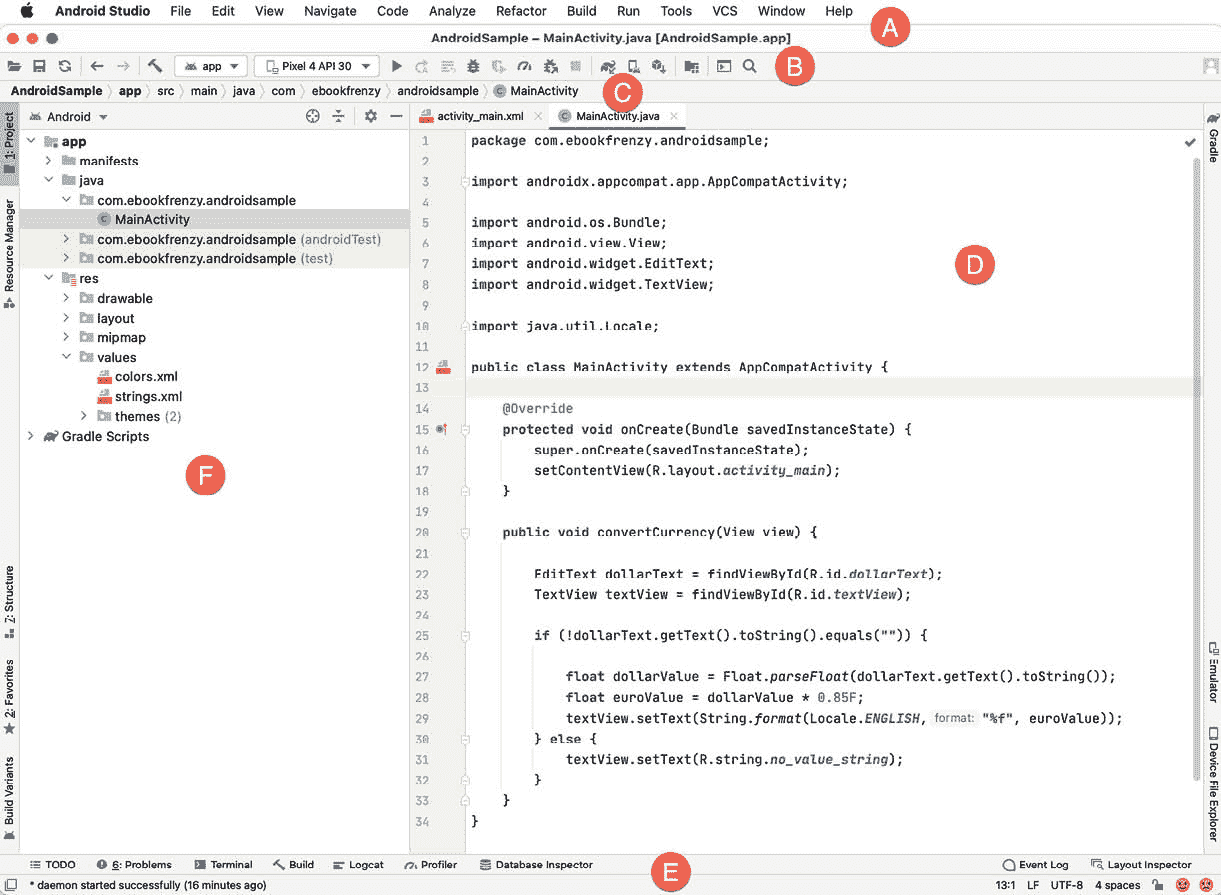 Android Studio File Edit View Navigate Code Analyze Refactor Build Run Tools VCS Window Help
A
AndroidSample – MainActivity.java [AndroidSample.app]
app Pixel 4 API 30
B
AndroidSample app src main java com ebookfrenzy androidsample MainActivity
C
1: Project
Resource Manager
Z: Structure
2: Favorites
Build Variants
Android
app
manifests
java
com.ebookfrenzy.androidsample
MainActivity
com.ebookfrenzy.androidsample (androidTest)
com.ebookfrenzy.androidsample (test)
res
drawable
layout
mipmap
values
colors.xml
strings.xml
themes (2)
Gradle Scripts
F
activity_main.xml MainActivity.java
1 package com.ebookfrenzy.androidsample;
2
3 import androidx.appcompat.app.AppCompatActivity;
4
5 import android.os.Bundle;
6 import android.view.View;
7 import android.widget.EditText;
8 import android.widget.TextView;
9
10 import java.util.Locale;
11
12 public class MainActivity extends AppCompatActivity {
13
14 @Override
15 protected void onCreate(Bundle savedInstanceState) {
16 super.onCreate(savedInstanceState);
17 setContentView(R.layout.activity_main);
18 }
19
20 public void convertCurrency(View view) {
21
22 EditText dollarText = findViewById(R.id.dollarText);
23 TextView textView = findViewById(R.id.textView);
24
25 if (!dollarText.getText().toString().equals("")) {
26
27 float dollarValue = Float.parseFloat(dollarText.getText().toString());
28 float euroValue = dollarValue * 0.85F;
29 textView.setText(String.format(Locale.ENGLISH, format: "%f", euroValue));
30 } else {
31 textView.setText(R.string.no_value_string);
32 }
33 }
34 }
D
Gradle
Emulator
Device File Explorer
TODO 6: Problems Terminal Build Logcat Profiler Database Inspector Event Log Layout Inspector
E
* daemon started successfully (16 minutes ago) 13:1 LF UTF-8 4 spaces